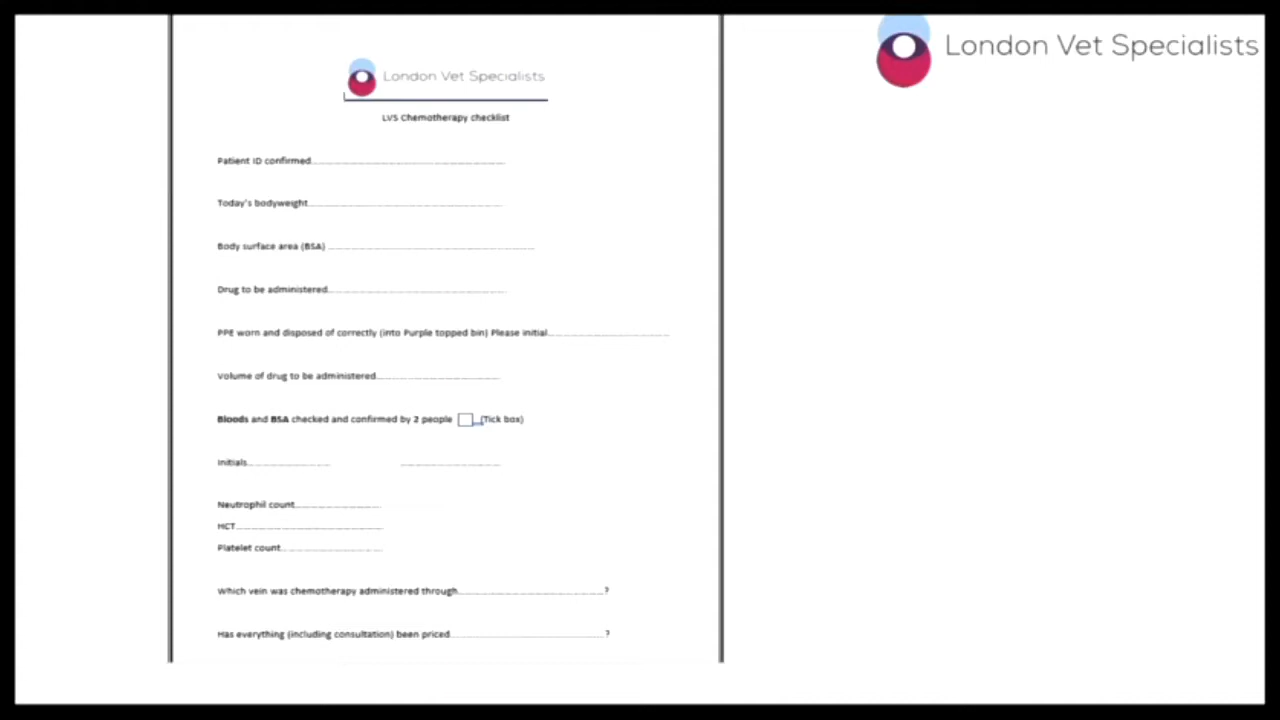 London Vet Specialists
London Vet Specialists
LVS Chemotherapy checklist
Patient ID confirmed
Today's bodyweight
Body surface area (BSA)
Drug to be administered
PPE worn and disposed of correctly (into Purple topped bin) Please initial
Volume of drug to be administered
Bloods and BSA checked and confirmed by 2 people (Tick box)
Initials
Neutrophil count
HCT
Platelet count
Which vein was chemotherapy administered through ?
Has everything (including consultation) been priced ?